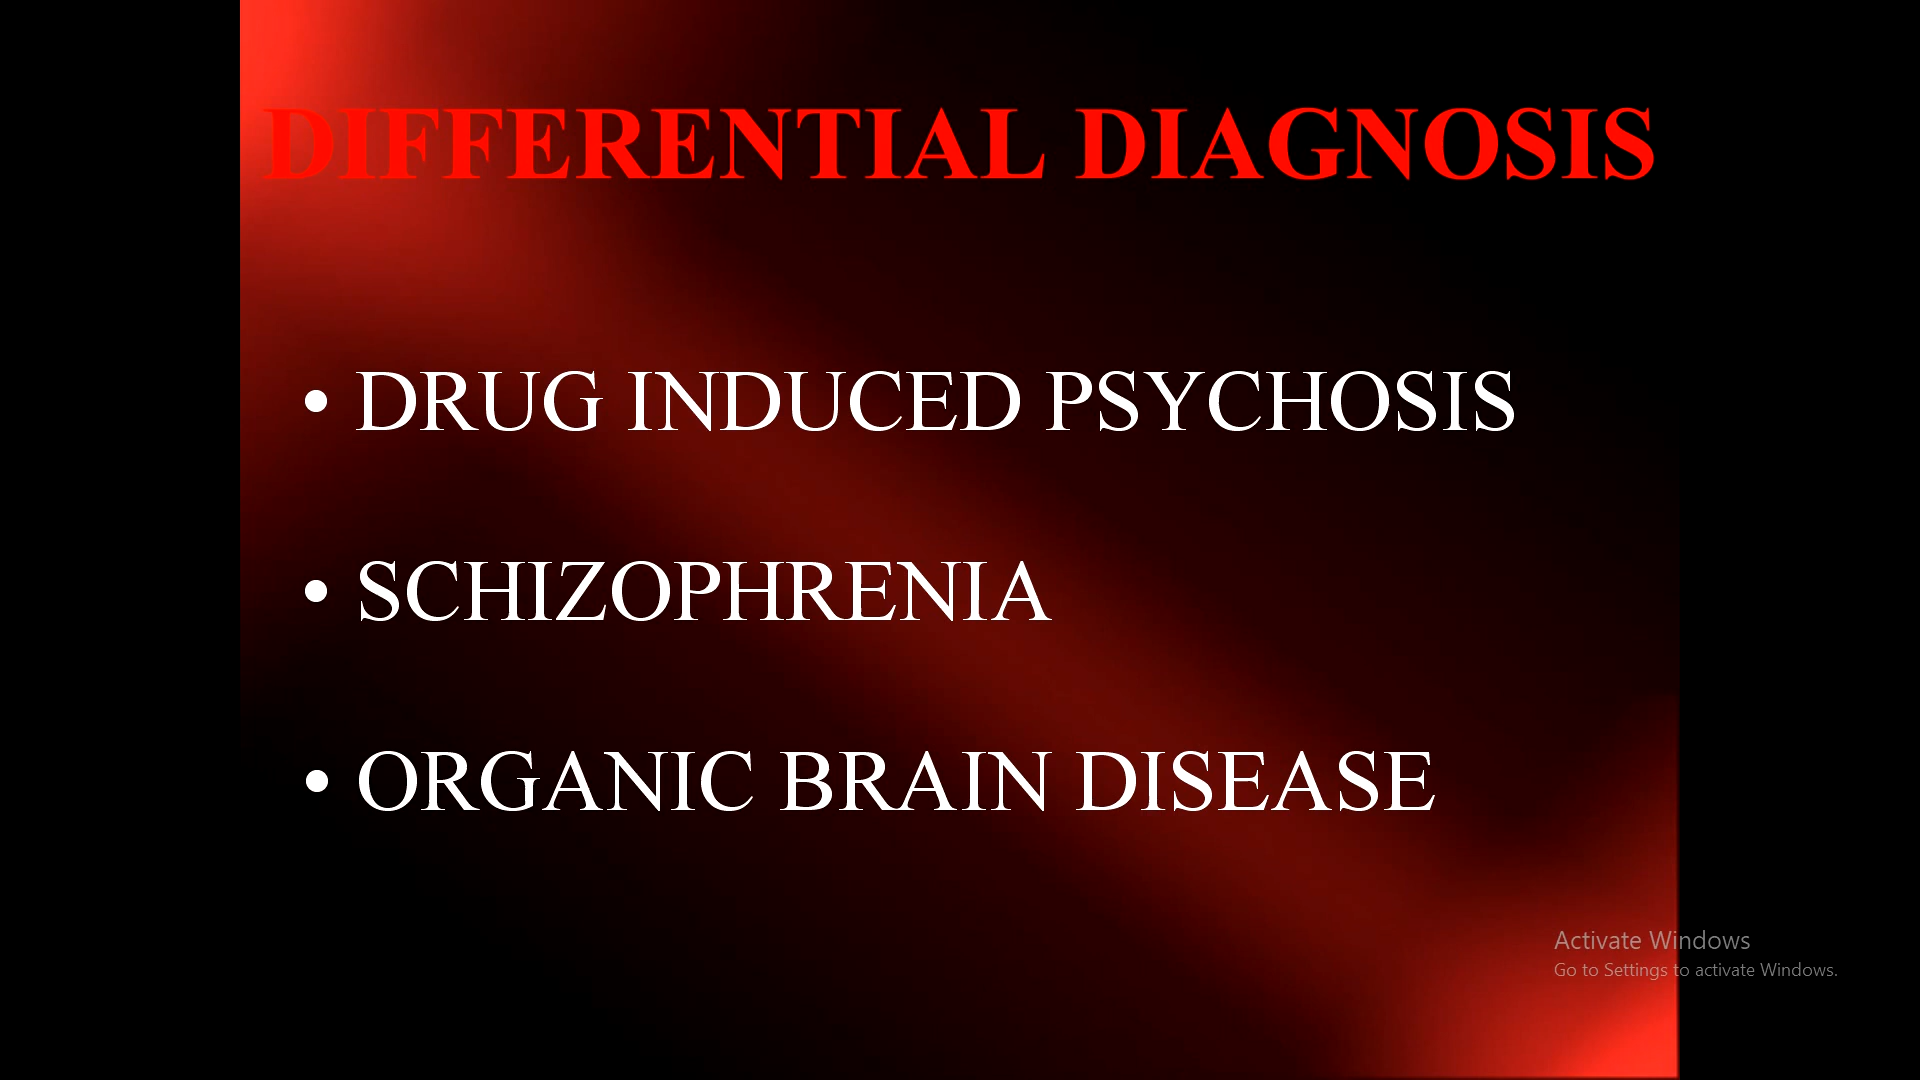 DIFFERENTIAL DIAGNOSIS
• DRUG INDUCED PSYCHOSIS
• SCHIZOPHRENIA
• ORGANIC BRAIN DISEASE
Activate Windows
Go to Settings to activate Windows.